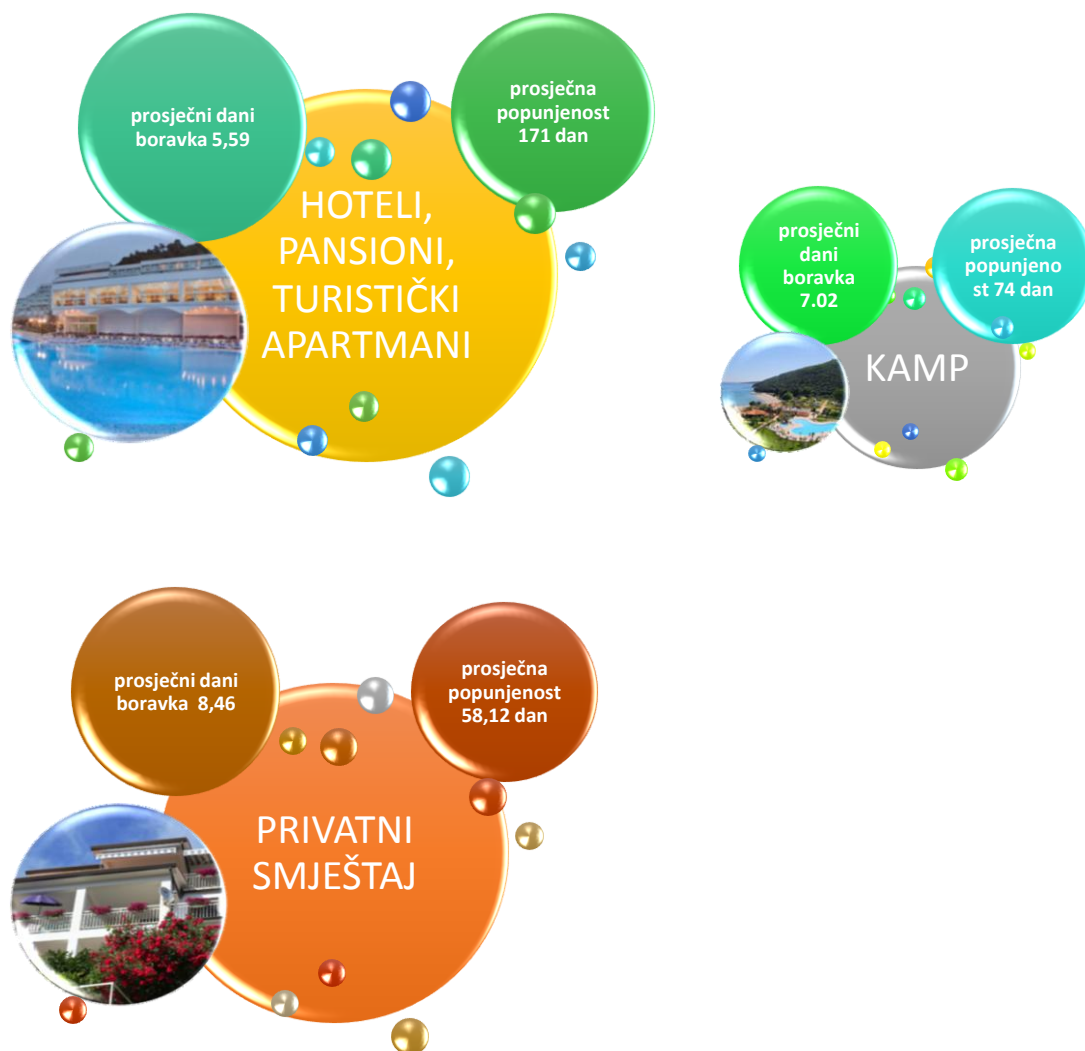 prosječni dani
boravka 5,59
prosječna
popunjenost
171 dan
HOTELI,
PANSIONI,
TURISTIČKI
APARTMANI
prosječni
dani
boravka
7.02
prosječna
popunjeno
st 74 dan
KAMP
prosječni dani
boravka  8,46
prosječna
popunjenost
58,12 dan
PRIVATNI
SMJEŠTAJ